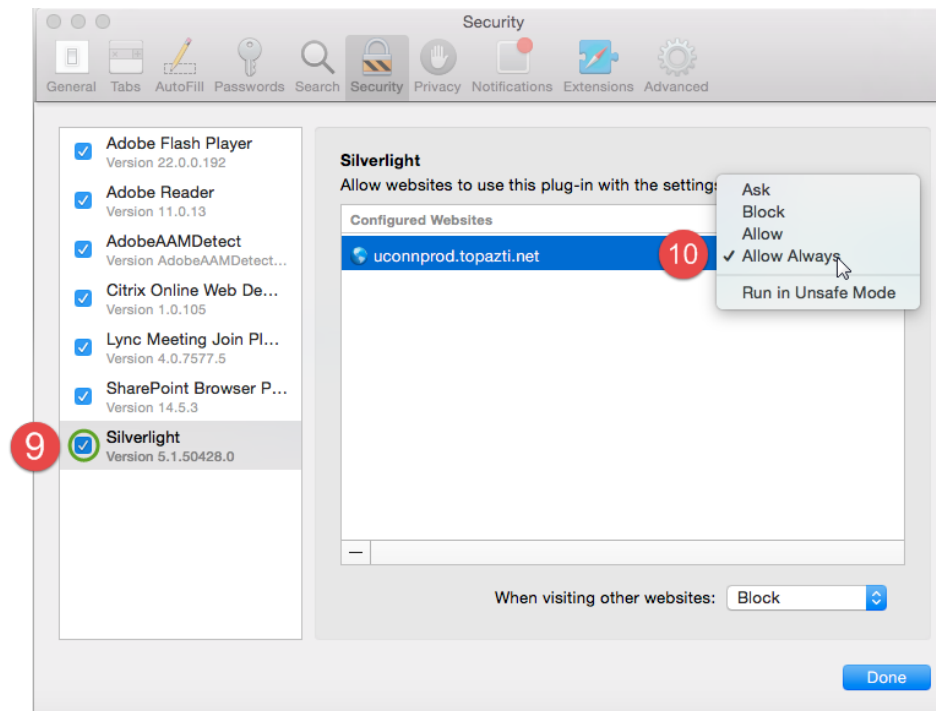 Security
General Tabs AutoFill Passwords Search Security Privacy Notifications Extensions Advanced
Adobe Flash Player
Version 22.0.0.192
Adobe Reader
Version 11.0.13
AdobeAAMDetect
Version AdobeAAMDetect...
Citrix Online Web De...
Version 1.0.105
Lync Meeting Join Pl...
Version 4.0.7577.5
SharePoint Browser P...
Version 14.5.3
9
Silverlight
Version 5.1.50428.0
Silverlight
Allow websites to use this plug-in with the settings
Configured Websites
uconnprod.topazti.net
10
Ask
Block
Allow
✓ Allow Always
Run in Unsafe Mode
—
When visiting other websites: Block
Done